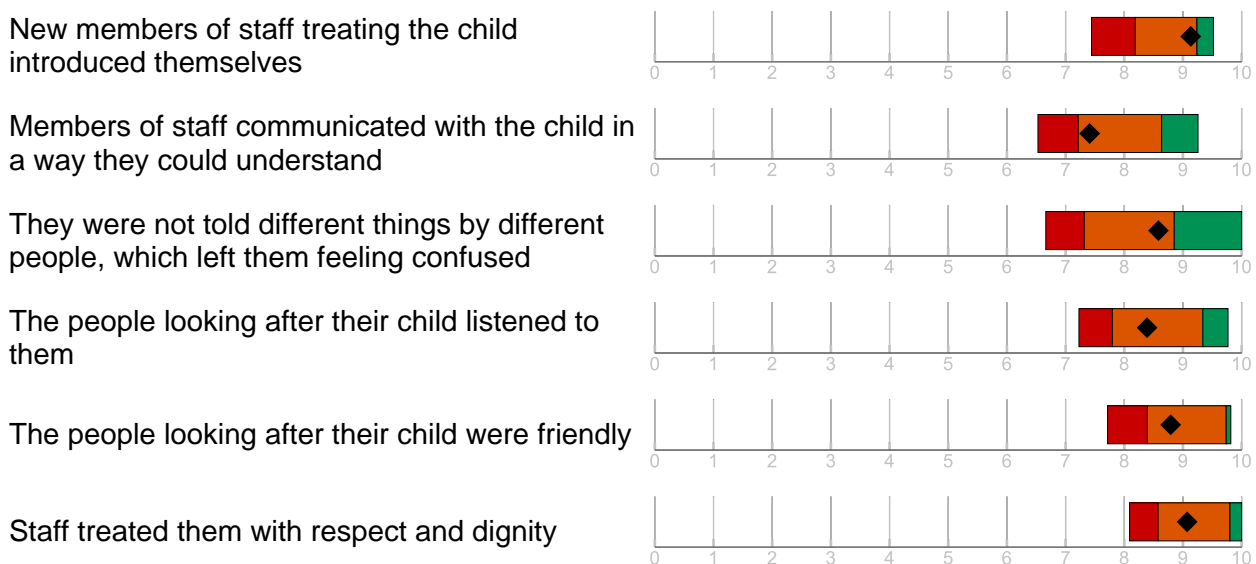 New members of staff treating the child
introduced themselves
0 1 2 3 4 5 6 7 8 9 10
Members of staff communicated with the child in
a way they could understand
0 1 2 3 4 5 6 7 8 9 10
They were not told different things by different
people, which left them feeling confused
0 1 2 3 4 5 6 7 8 9 10
The people looking after their child listened to
them
0 1 2 3 4 5 6 7 8 9 10
The people looking after their child were friendly
0 1 2 3 4 5 6 7 8 9 10
Staff treated them with respect and dignity
0 1 2 3 4 5 6 7 8 9 10